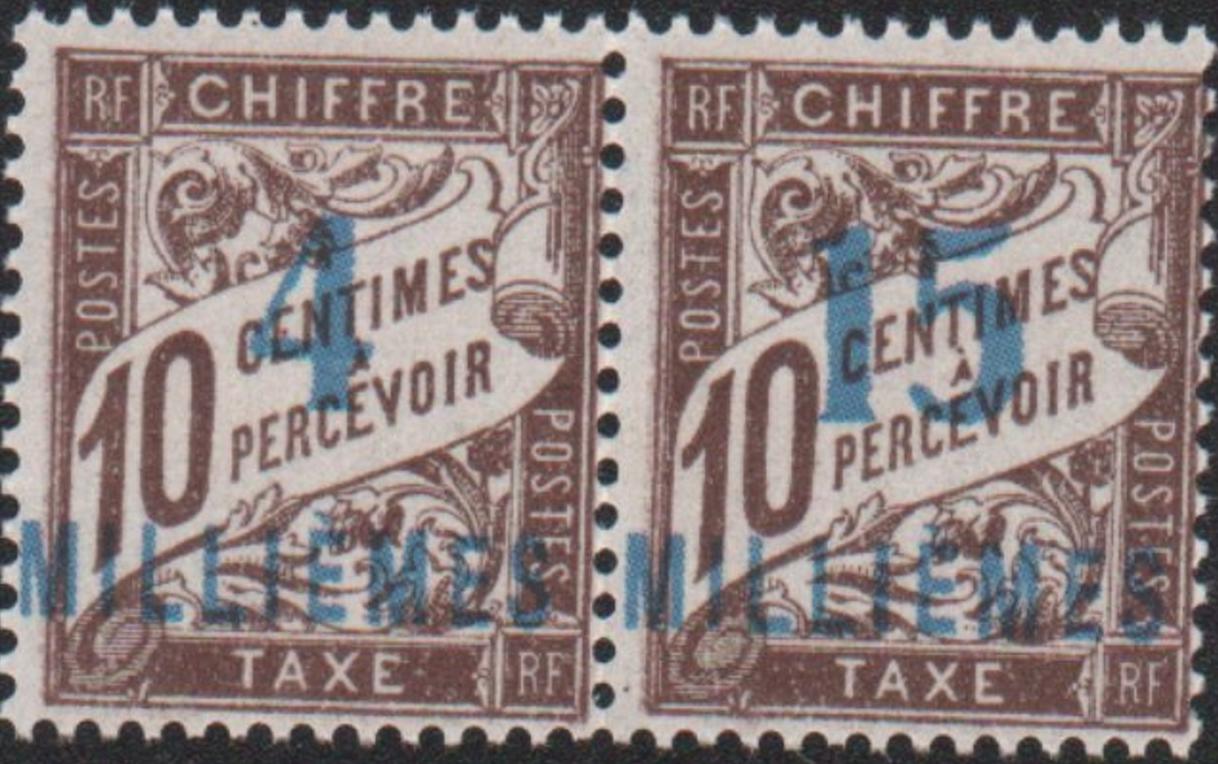 RF CHIFFRE
POSTES
4
10 CENTIMES
À
PERCEVOIR
POSTES
MILLIÈMES
TAXE RF
RF CHIFFRE
POSTES
15
10 CENTIMES
À
PERCEVOIR
POSTES
MILLIÈMES
TAXE RF